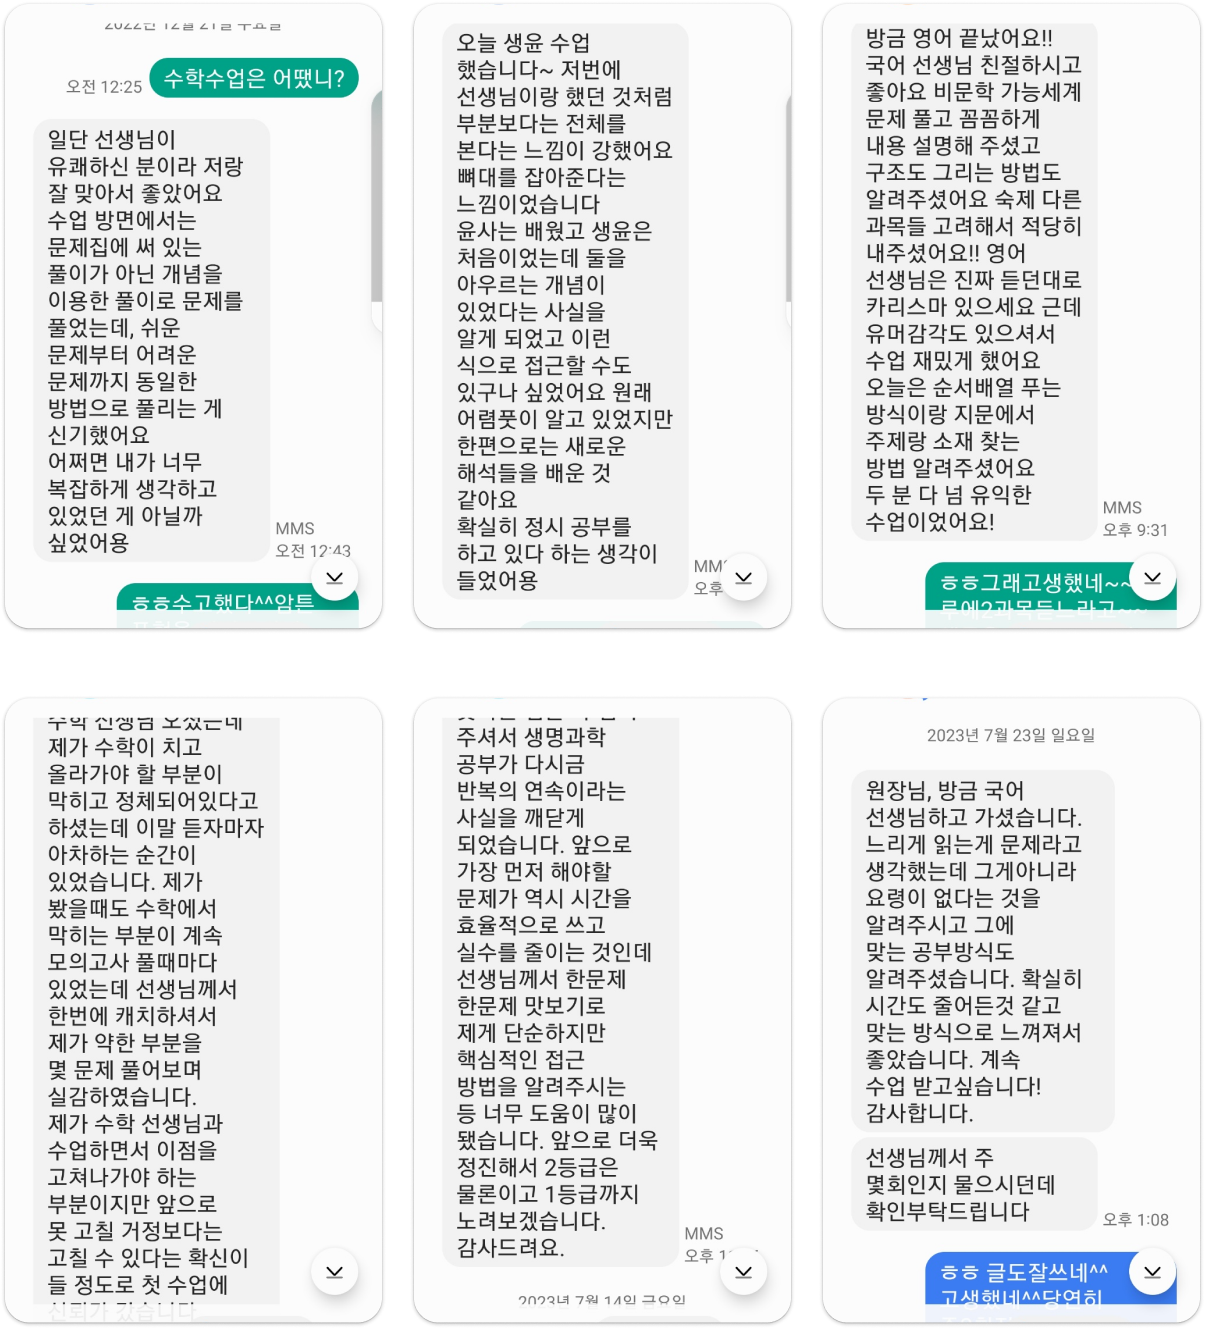 2022년 12월 21일 수요일
수학수업은 어땠니?
오전 12:25
일단 선생님이
유쾌하신 분이라 저랑
잘 맞아서 좋았어요
수업 방면에서는
문제집에 써 있는
풀이가 아닌 개념을
이용한 풀이로 문제를
풀었는데, 쉬운
문제부터 어려운
문제까지 동일한
방법으로 풀리는 게
신기했어요
어쩌면 내가 너무
복잡하게 생각하고
있었던 게 아닐까
싶었어용
MMS
오전 12:43
ㅎㅎ수고했다^^암튼
오늘 생윤 수업
했습니다~ 저번에
선생님이랑 했던 것처럼
부분보다는 전체를
본다는 느낌이 강했어요
뼈대를 잡아준다는
느낌이었습니다
윤사는 배웠고 생윤은
처음이었는데 둘을
아우르는 개념이
있었다는 사실을
알게 되었고 이런
식으로 접근할 수도
있구나 싶었어요 원래
어렴풋이 알고 있었지만
한편으로는 새로운
해석들을 배운 것
같아요
확실히 정시 공부를
하고 있다 하는 생각이
들었어용
MMS
오후
방금 영어 끝났어요!!
국어 선생님 친절하시고
좋아요 비문학 가능세계
문제 풀고 꼼꼼하게
내용 설명해 주셨고
구조도 그리는 방법도
알려주셨어요 숙제 다른
과목들 고려해서 적당히
내주셨어요!! 영어
선생님은 진짜 듣던대로
카리스마 있으세요 근데
유머감각도 있으셔서
수업 재밌게 했어요
오늘은 순서배열 푸는
방식이랑 지문에서
주제랑 소재 찾는
방법 알려주셨어요
두 분 다 넘 유익한
수업이었어요!
MMS
오후 9:31
ㅎㅎ그래고생했네~~
루에2과목듣느라고~~
수학 선생님 오셨는데
제가 수학이 치고
올라가야 할 부분이
막히고 정체되어있다고
하셨는데 이말 듣자마자
아차하는 순간이
있었습니다. 제가
봤을때도 수학에서
막히는 부분이 계속
모의고사 풀때마다
있었는데 선생님께서
한번에 캐치하셔서
제가 약한 부분을
몇 문제 풀어보며
실감하였습니다.
제가 수학 선생님과
수업하면서 이점을
고쳐나가야 하는
부분이지만 앞으로
못 고칠 거정보다는
고칠 수 있다는 확신이
들 정도로 첫 수업에
신뢰가 갔습니다
주셔서 생명과학
공부가 다시금
반복의 연속이라는
사실을 깨닫게
되었습니다. 앞으로
가장 먼저 해야할
문제가 역시 시간을
효율적으로 쓰고
실수를 줄이는 것인데
선생님께서 한문제
한문제 맛보기로
제게 단순하지만
핵심적인 접근
방법을 알려주시는
등 너무 도움이 많이
됐습니다. 앞으로 더욱
정진해서 2등급은
물론이고 1등급까지
노려보겠습니다.
감사드려요.
MMS
오후
2023년 7월 14일 금요일
2023년 7월 23일 일요일
원장님, 방금 국어
선생님하고 가셨습니다.
느리게 읽는게 문제라고
생각했는데 그게아니라
요령이 없다는 것을
알려주시고 그에
맞는 공부방식도
알려주셨습니다. 확실히
시간도 줄어든것 같고
맞는 방식으로 느껴져서
좋았습니다. 계속
수업 받고싶습니다!
감사합니다.
선생님께서 주
몇회인지 물으시던데
확인부탁드립니다
오후 1:08
ㅎㅎ 글도잘쓰네^^
고생했네^^당연히